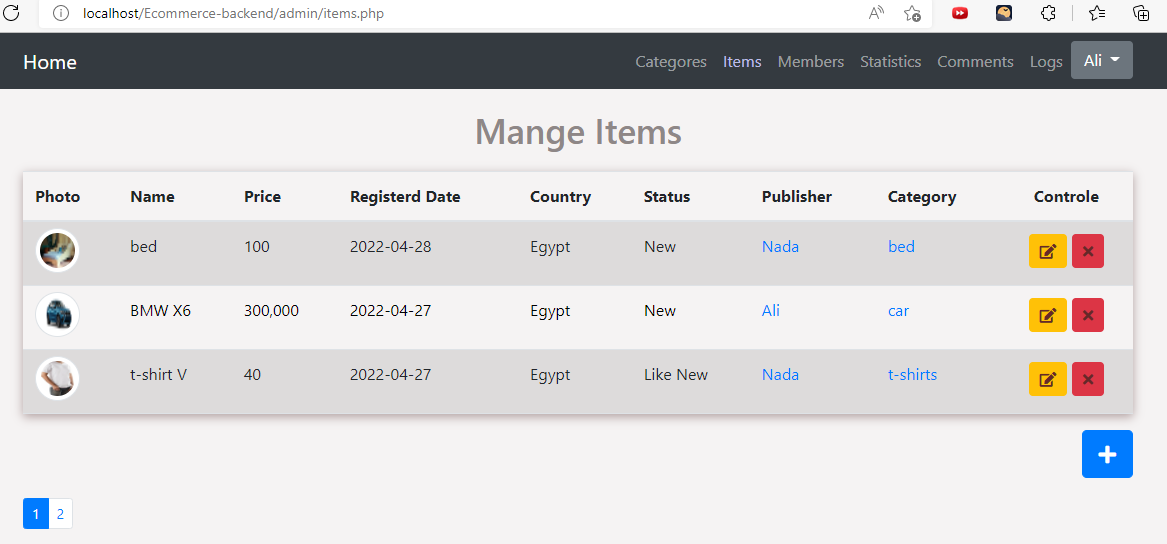 localhost/Ecommerce-backend/admin/items.php
Home Categores Items Members Statistics Comments Logs Ali
Mange Items
Photo Name Price Registerd Date Country Status Publisher Category Controle
bed 100 2022-04-28 Egypt New Nada bed
BMW X6 300,000 2022-04-27 Egypt New Ali car
t-shirt V 40 2022-04-27 Egypt Like New Nada t-shirts
1 2